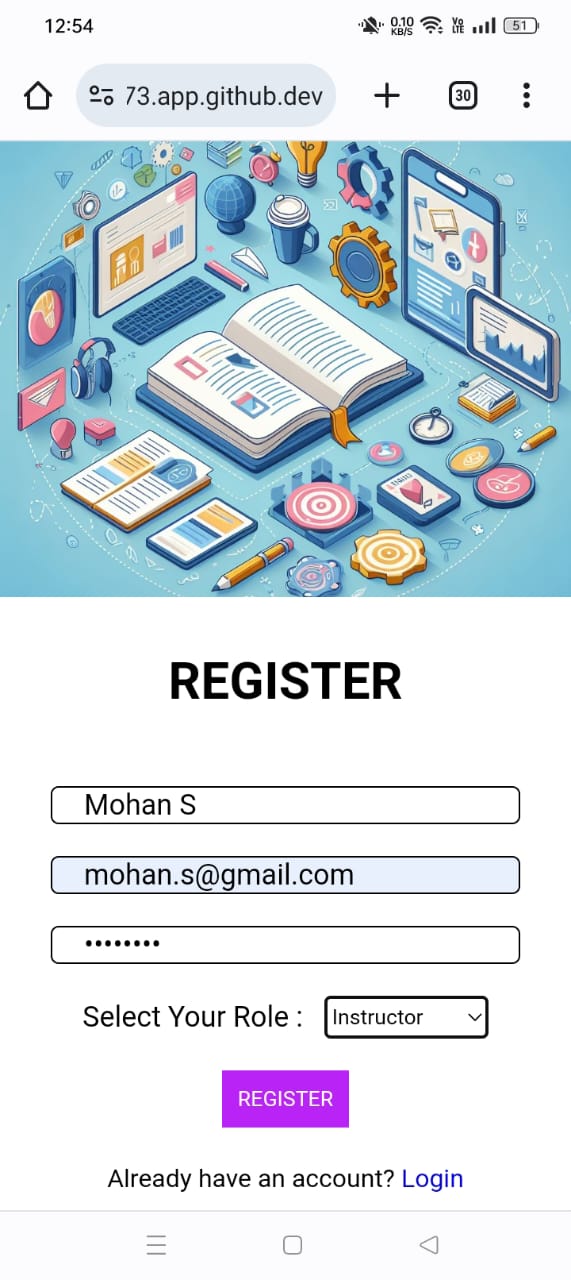 12:54
0.10
KB/S
Vo
LTE
51
73.app.github.dev
30
REGISTER
Mohan S
mohan.s@gmail.com
••••••••
Select Your Role :
Instructor
REGISTER
Already have an account? Login